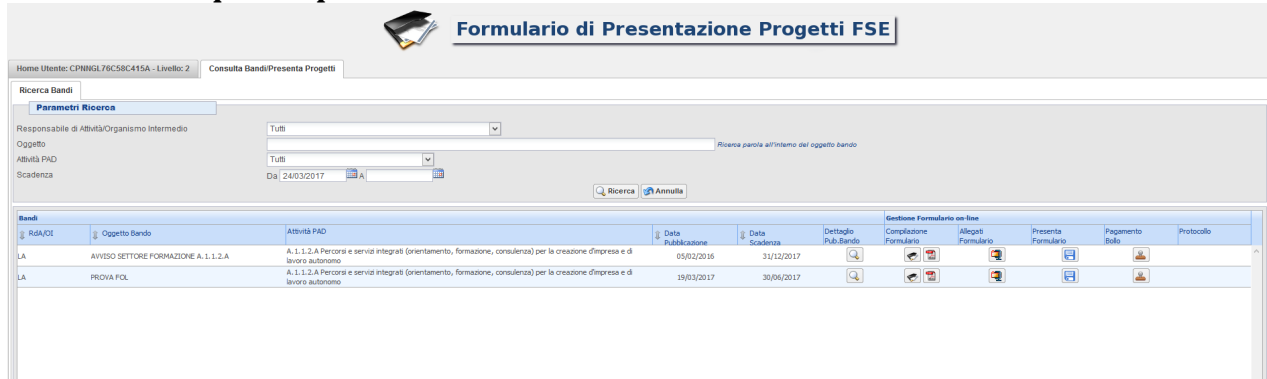 Formulario di Presentazione Progetti FSE
Home Utente: CPNNGL76C58C415A - Livello: 2 Consulta Bandi/Presenta Progetti
Ricerca Bandi
Parametri Ricerca
Responsabile di Attività/Organismo Intermedio Tutti
Oggetto Ricerca parola all'interno del oggetto bando
Attività PAD Tutti
Scadenza Da 24/03/2017 A
Ricerca Annulla
Bandi Gestione Formulario on-line
RdA/OI Oggetto Bando Attività PAD Data Pubblicazione Data Scadenza Dettaglio Pub.Bando Compilazione Formulario Allegati Formulario Presenta Formulario Pagamento Bollo Protocollo
LA AVVISO SETTORE FORMAZIONE A.1.1.2.A A.1.1.2.A Percorsi e servizi integrati (orientamento, formazione, consulenza) per la creazione d'impresa e di lavoro autonomo 05/02/2016 31/12/2017
LA PROVA FOL A.1.1.2.A Percorsi e servizi integrati (orientamento, formazione, consulenza) per la creazione d'impresa e di lavoro autonomo 19/03/2017 30/06/2017